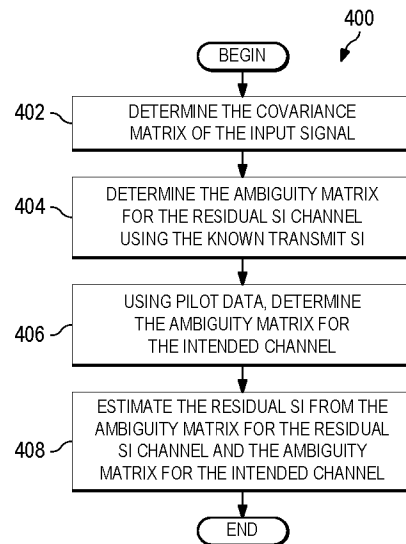 400
BEGIN
402
DETERMINE THE COVARIANCE
MATRIX OF THE INPUT SIGNAL
404
DETERMINE THE AMBIGUITY MATRIX
FOR THE RESIDUAL SI CHANNEL
USING THE KNOWN TRANSMIT SI
406
USING PILOT DATA, DETERMINE
THE AMBIGUITY MATRIX FOR
THE INTENDED CHANNEL
408
ESTIMATE THE RESIDUAL SI FROM THE
AMBIGUITY MATRIX FOR THE RESIDUAL
SI CHANNEL AND THE AMBIGUITY
MATRIX FOR THE INTENDED CHANNEL
END